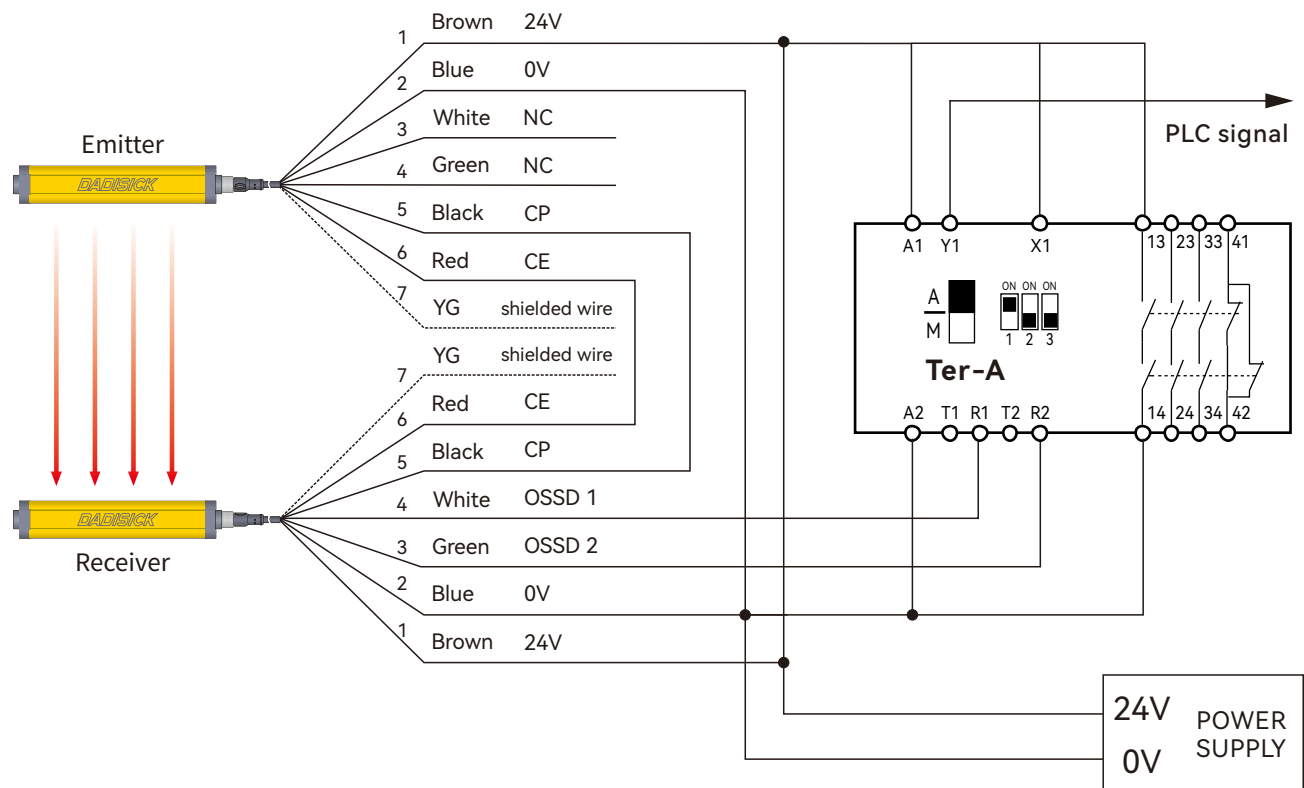 1 Brown 24V
2 Blue 0V
3 White NC
4 Green NC
5 Black CP
6 Red CE
7 YG shielded wire
Emitter
DADISICK
7 YG shielded wire
6 Red CE
5 Black CP
4 White OSSD 1
3 Green OSSD 2
2 Blue 0V
1 Brown 24V
DADISICK
Receiver
PLC signal
A1 Y1 X1 13 23 33 41
A
M
ON ON ON
1 2 3
Ter-A
A2 T1 R1 T2 R2 14 24 34 42
24V
0V
POWER
SUPPLY